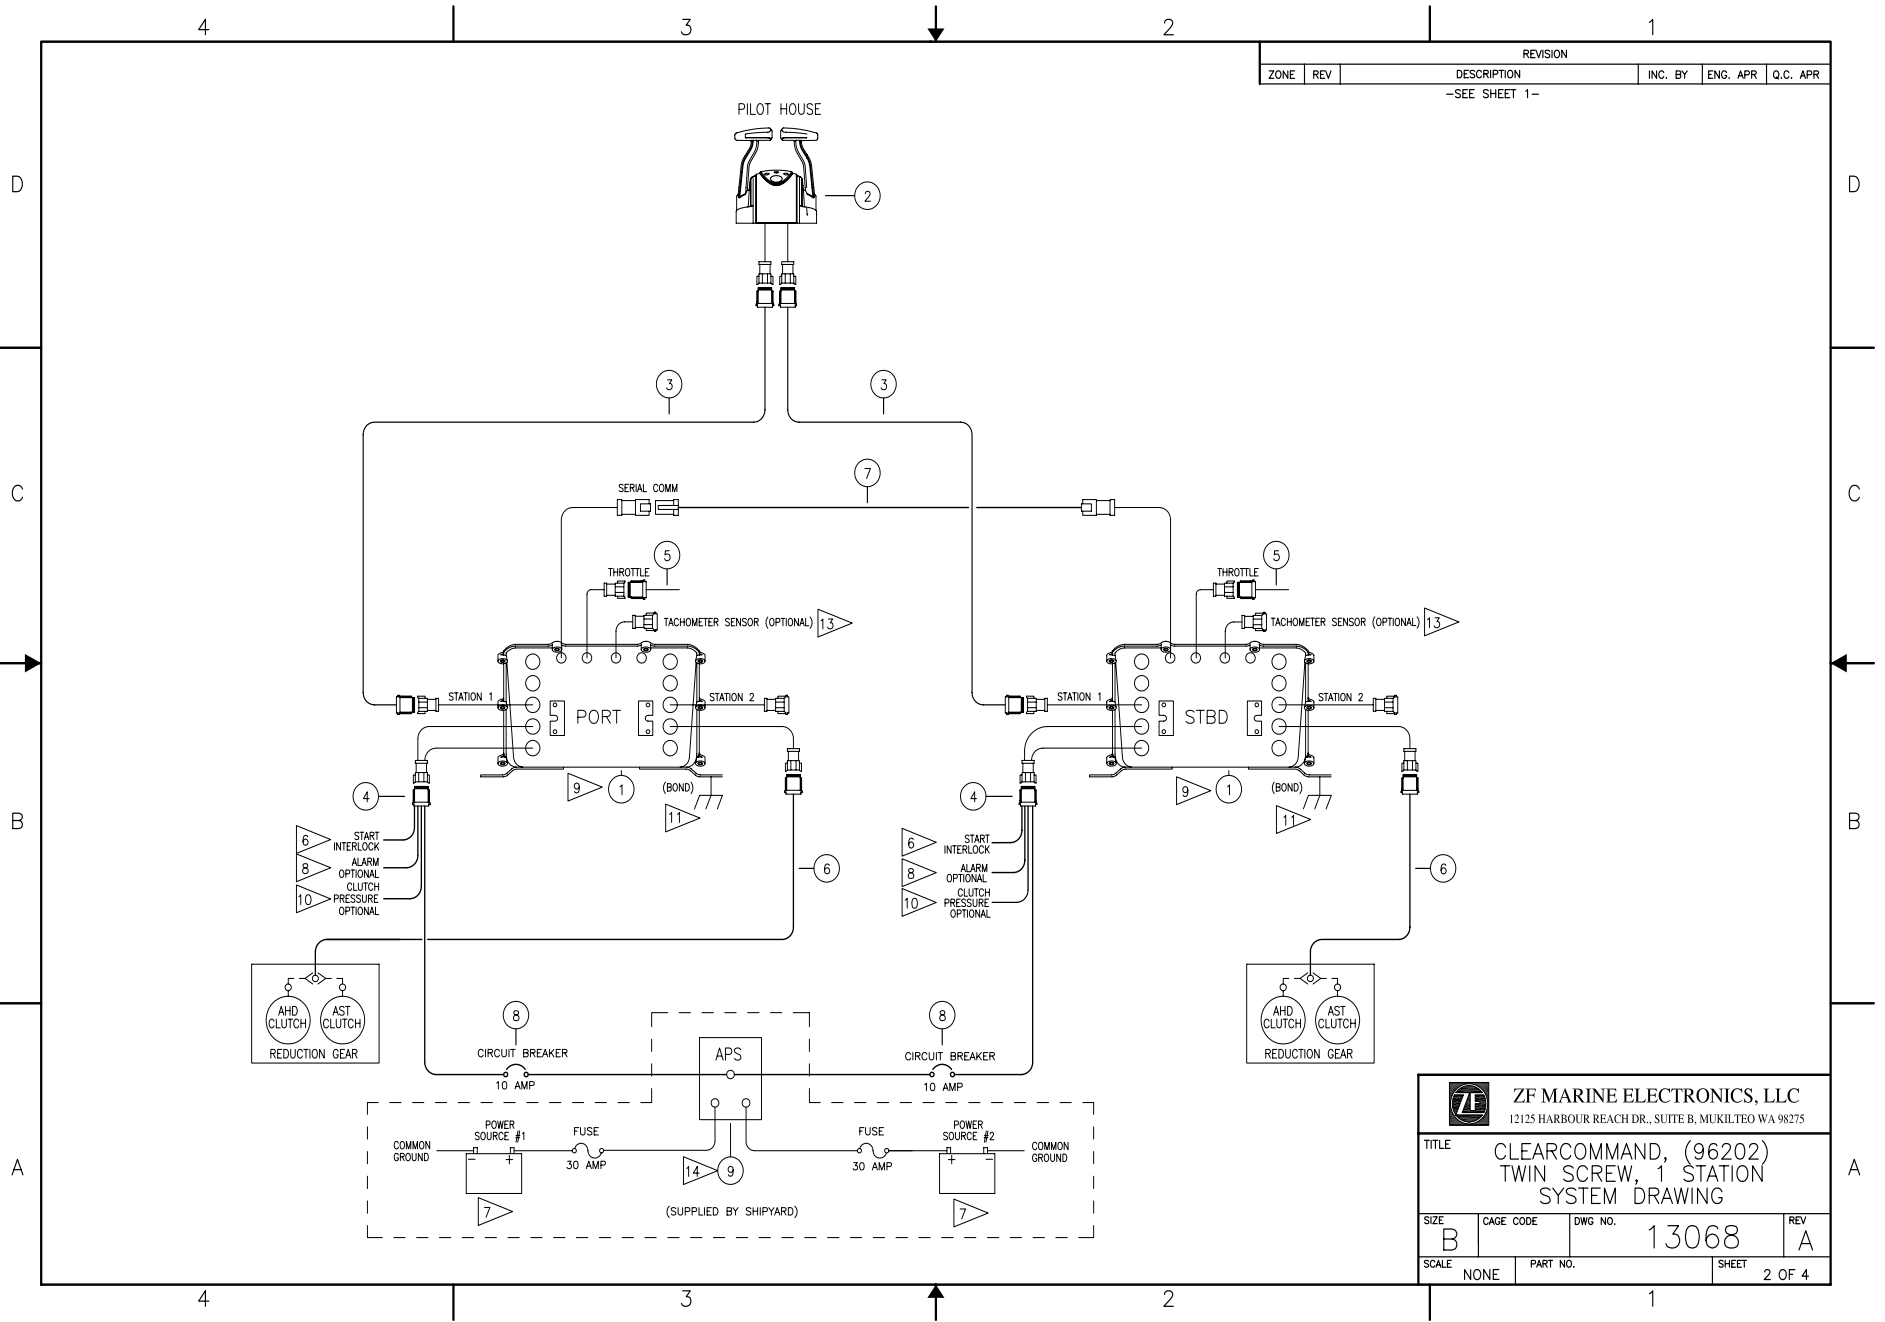 4 3 2 1
REVISION
ZONE REV DESCRIPTION INC. BY ENG. APR Q.C. APR
-SEE SHEET 1-
PILOT HOUSE
D D
2
3 3
7
C C
SERIAL COMM
5 5
THROTTLE THROTTLE
TACHOMETER SENSOR (OPTIONAL) 13
TACHOMETER SENSOR (OPTIONAL) 13
STATION 1 STATION 2
STATION 1 STATION 2
PORT STBD
9 1 (BOND)
9 1 (BOND)
11 11
4 4
B B
6 START
INTERLOCK
8 ALARM
OPTIONAL
10 CLUTCH
PRESSURE
OPTIONAL
6 START
INTERLOCK
8 ALARM
OPTIONAL
10 CLUTCH
PRESSURE
OPTIONAL
6 6
AHD
CLUTCH
AST
CLUTCH
REDUCTION GEAR
AHD
CLUTCH
AST
CLUTCH
REDUCTION GEAR
8 8
CIRCUIT BREAKER
10 AMP
APS
CIRCUIT BREAKER
10 AMP
COMMON
GROUND
POWER
SOURCE #1
- +
FUSE
30 AMP
14 9
FUSE
30 AMP
POWER
SOURCE #2
- +
COMMON
GROUND
7 (SUPPLIED BY SHIPYARD) 7
A A
ZF
ZF MARINE ELECTRONICS, LLC
12125 HARBOUR REACH DR., SUITE B, MUKILTEO WA 98275
TITLE
CLEARCOMMAND, (96202)
TWIN SCREW, 1 STATION
SYSTEM DRAWING
SIZE CAGE CODE DWG NO. REV
B 13068 A
SCALE NONE PART NO. SHEET 2 OF 4
4 3 2 1